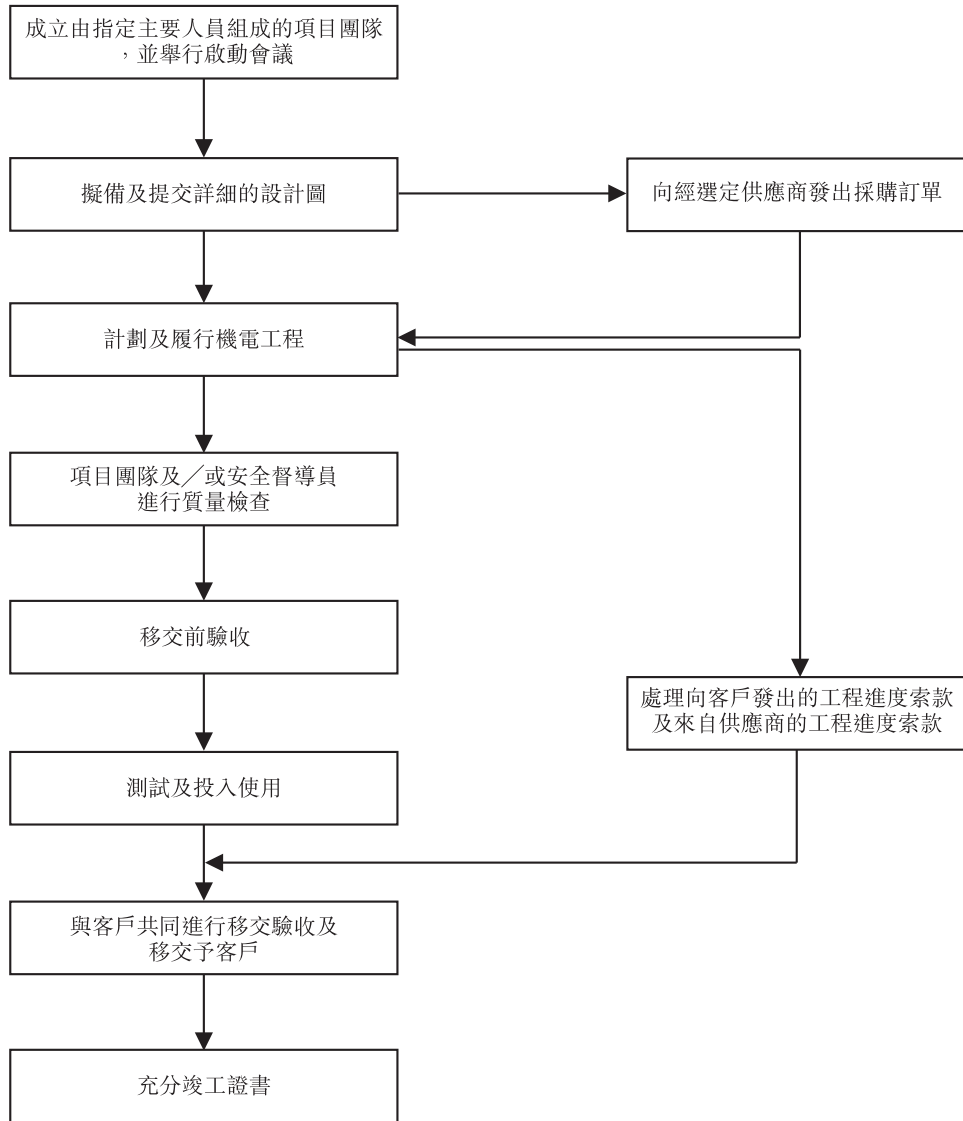 成立由指定主要人員組成的項目團隊
，並舉行啟動會議
擬備及提交詳細的設計圖
向經選定供應商發出採購訂單
計劃及履行機電工程
項目團隊及／或安全督導員
進行質量檢查
移交前驗收
處理向客戶發出的工程進度索款
及來自供應商的工程進度索款
測試及投入使用
與客戶共同進行移交驗收及
移交予客戶
充分竣工證書